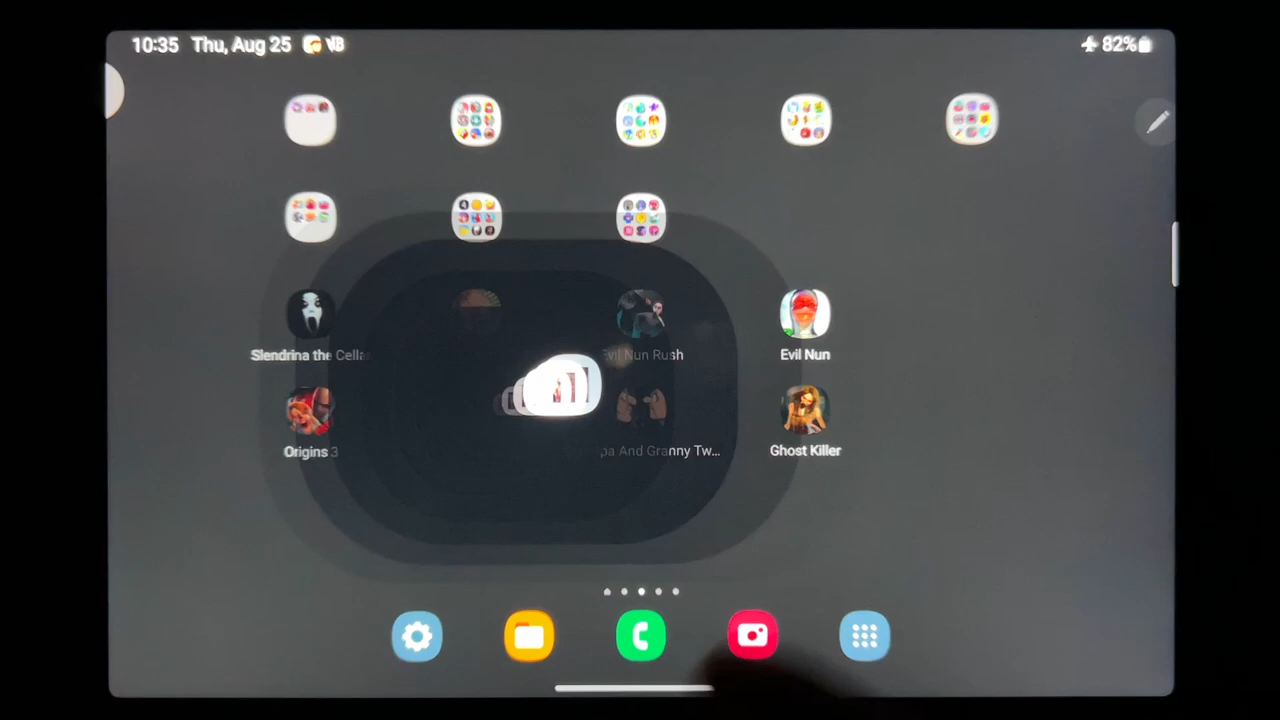 10:35 Thu, Aug 25 82%
Slendrina the Cella
Evil Nun Rush
Evil Nun
Origins 3
pa And Granny Tw...
Ghost Killer